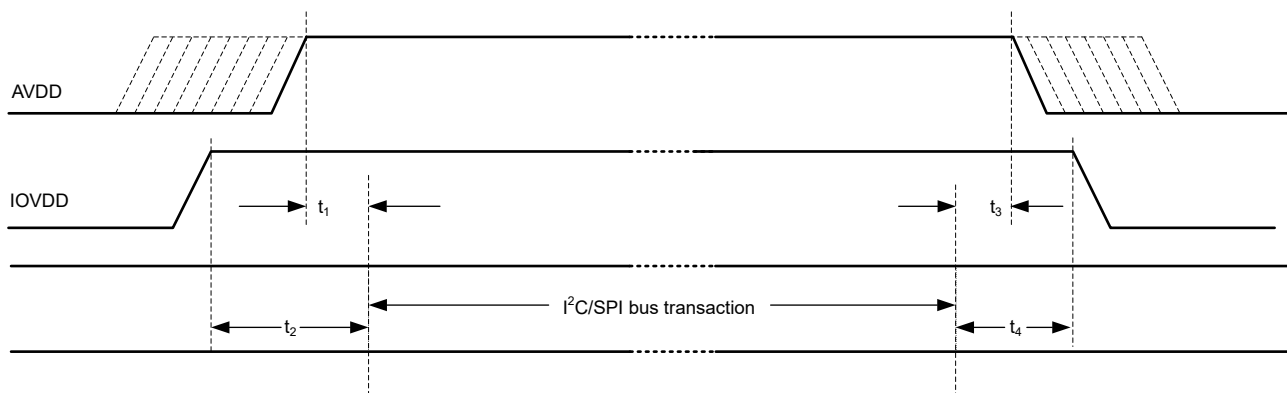 AVDD
IOVDD
t₁
t₃
I²C/SPI bus transaction
t₂
t₄